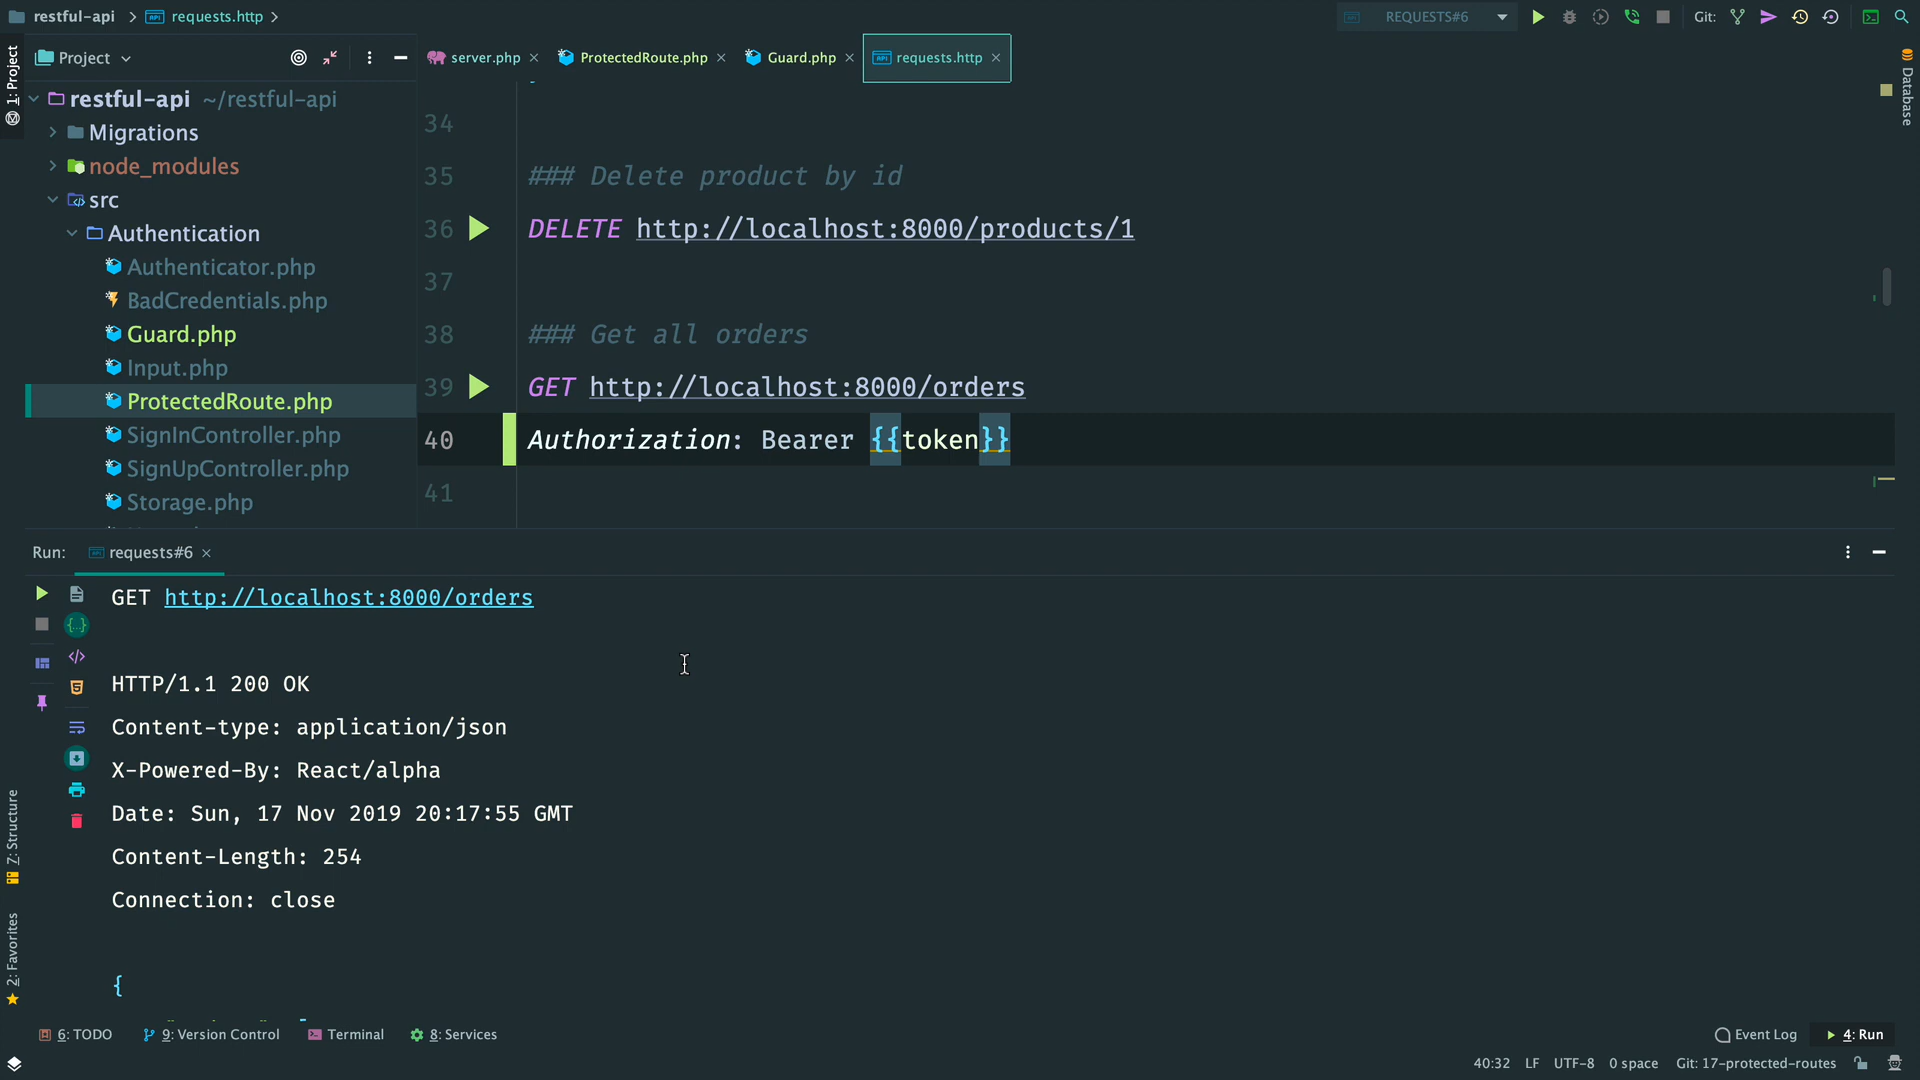 restful-api
requests.http
REQUESTS#6
Git:
1: Project
Project
server.php
ProtectedRoute.php
Guard.php
requests.http
Database
restful-api ~/restful-api
Migrations
node_modules
src
Authentication
Authenticator.php
BadCredentials.php
Guard.php
Input.php
ProtectedRoute.php
SignInController.php
SignUpController.php
Storage.php
34
35 ### Delete product by id
36 DELETE http://localhost:8000/products/1
37
38 ### Get all orders
39 GET http://localhost:8000/orders
40 Authorization: Bearer {{token}}
41
Run: requests#6
GET http://localhost:8000/orders
HTTP/1.1 200 OK
Content-type: application/json
X-Powered-By: React/alpha
Date: Sun, 17 Nov 2019 20:17:55 GMT
Content-Length: 254
Connection: close
{
Z: Structure
2: Favorites
6: TODO
9: Version Control
Terminal
8: Services
Event Log
4: Run
40:32 LF UTF-8 0 space Git: 17-protected-routes